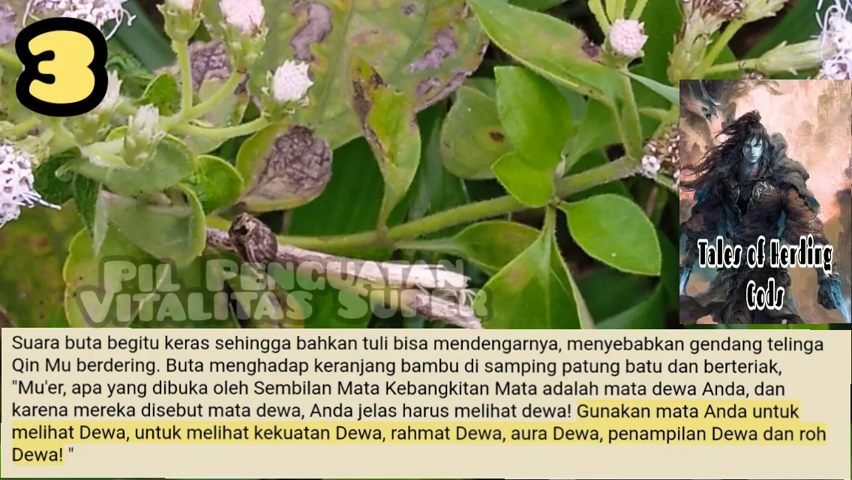 3
Tales of Herding
Gods
Pil Penguatan
Vitalitas Super
Suara buta begitu keras sehingga bahkan tuli bisa mendengarnya, menyebabkan gendang telinga
Qin Mu berdering. Buta menghadap keranjang bambu di samping patung batu dan berteriak,
"Mu'er, apa yang dibuka oleh Sembilan Mata Kebangkitan Mata adalah mata dewa Anda, dan
karena mereka disebut mata dewa, Anda jelas harus melihat dewa! Gunakan mata Anda untuk
melihat Dewa, untuk melihat kekuatan Dewa, rahmat Dewa, aura Dewa, penampilan Dewa dan roh
Dewa! "